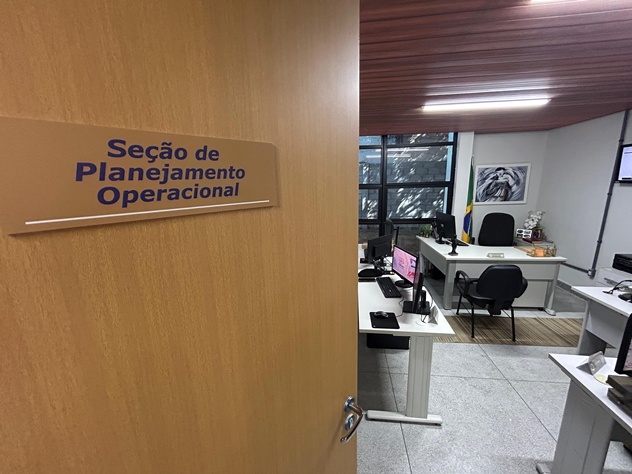 Seção de
Planejamento
Operacional